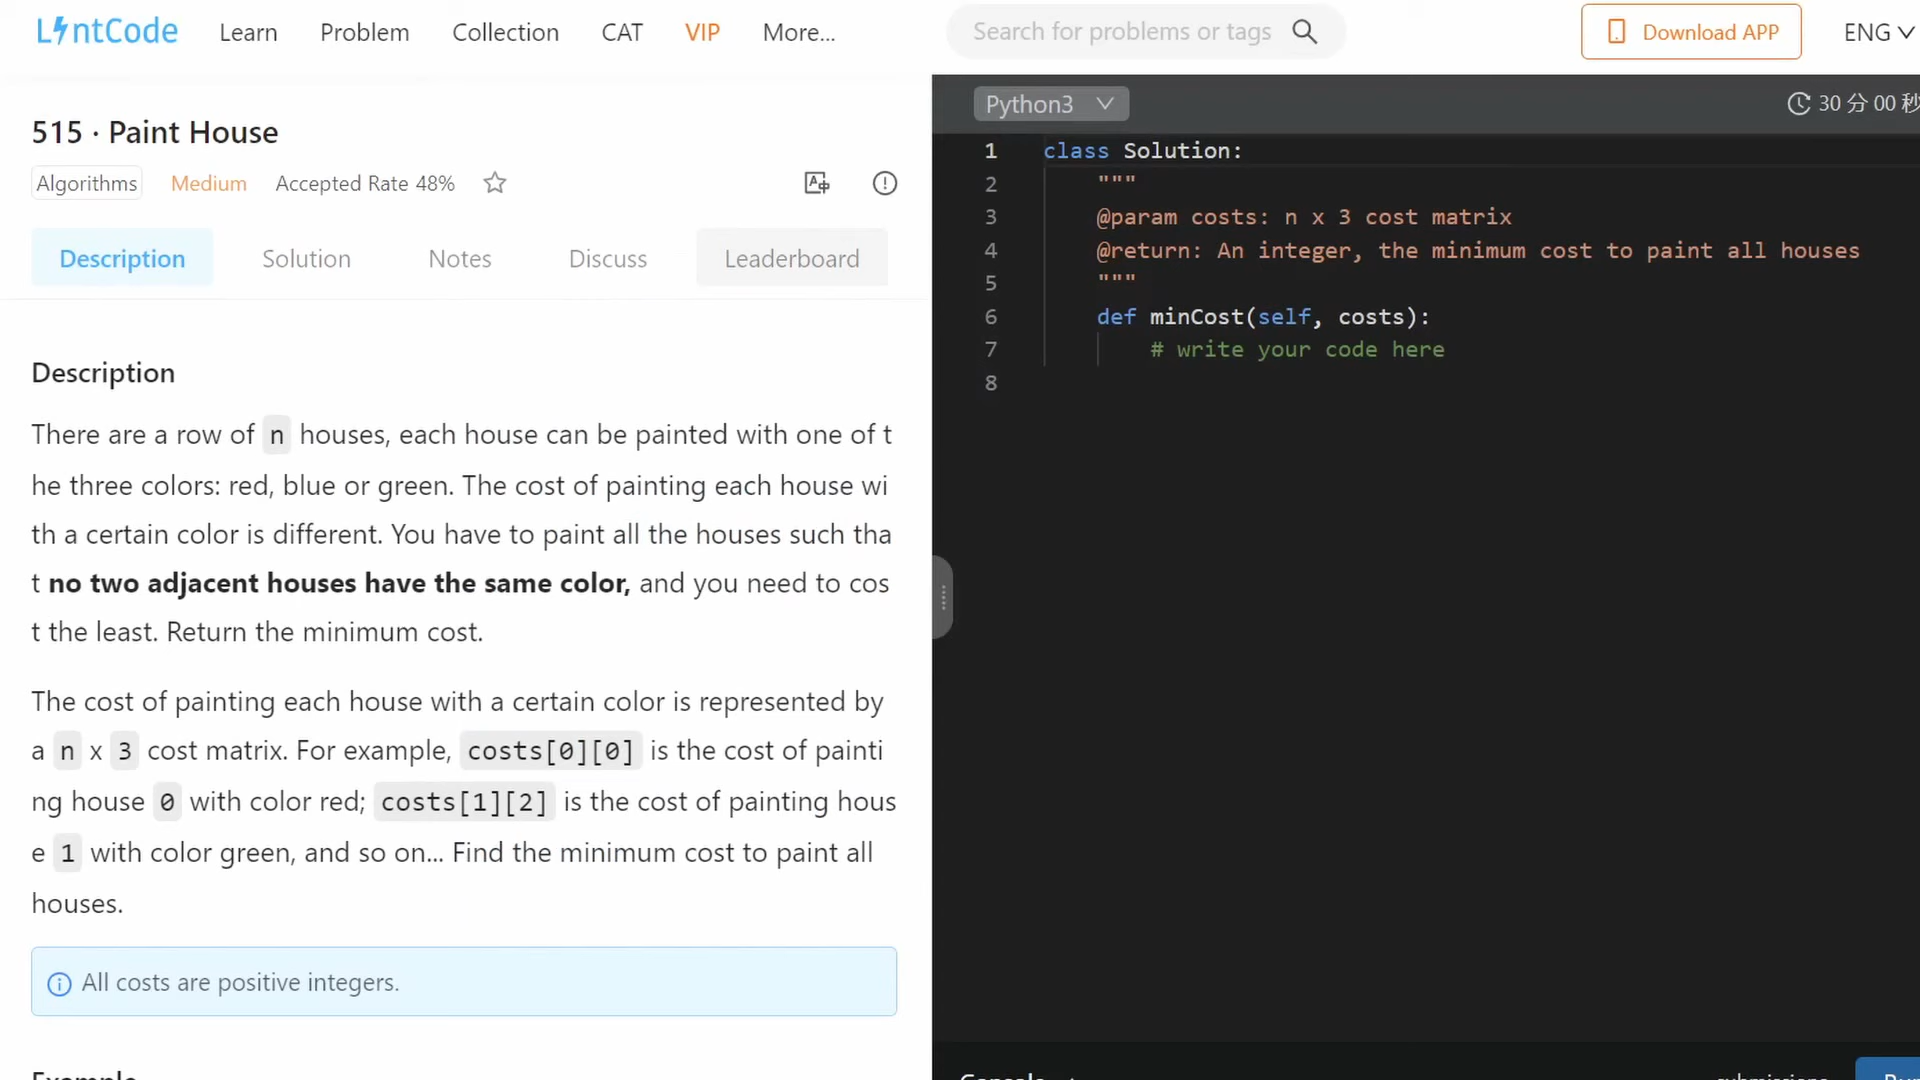 LintCode Learn Problem Collection CAT VIP More... Search for problems or tags Download APP ENG
515 · Paint House
Algorithms Medium Accepted Rate 48%
Description Solution Notes Discuss Leaderboard
Description
There are a row of n houses, each house can be painted with one of t
he three colors: red, blue or green. The cost of painting each house wi
th a certain color is different. You have to paint all the houses such tha
t no two adjacent houses have the same color, and you need to cos
t the least. Return the minimum cost.
The cost of painting each house with a certain color is represented by
a n x 3 cost matrix. For example, costs[0][0] is the cost of painti
ng house 0 with color red; costs[1][2] is the cost of painting hous
e 1 with color green, and so on... Find the minimum cost to paint all
houses.
All costs are positive integers.
Example
Python3 30 分 00 秒
1 class Solution:
2 """
3 @param costs: n x 3 cost matrix
4 @return: An integer, the minimum cost to paint all houses
5 """
6 def minCost(self, costs):
7 # write your code here
8
Console submissions